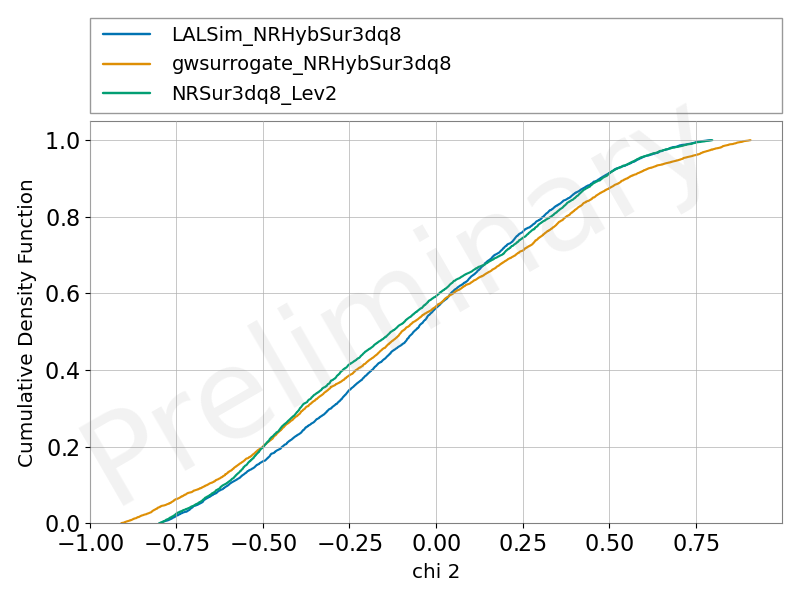 LALSim_NRHybSur3dq8
gwsurrogate_NRHybSur3dq8
NRSur3dq8_Lev2
Preliminary
1.0
0.8
0.6
0.4
0.2
0.0
Cumulative Density Function
−1.00 −0.75 −0.50 −0.25 0.00 0.25 0.50 0.75
chi 2